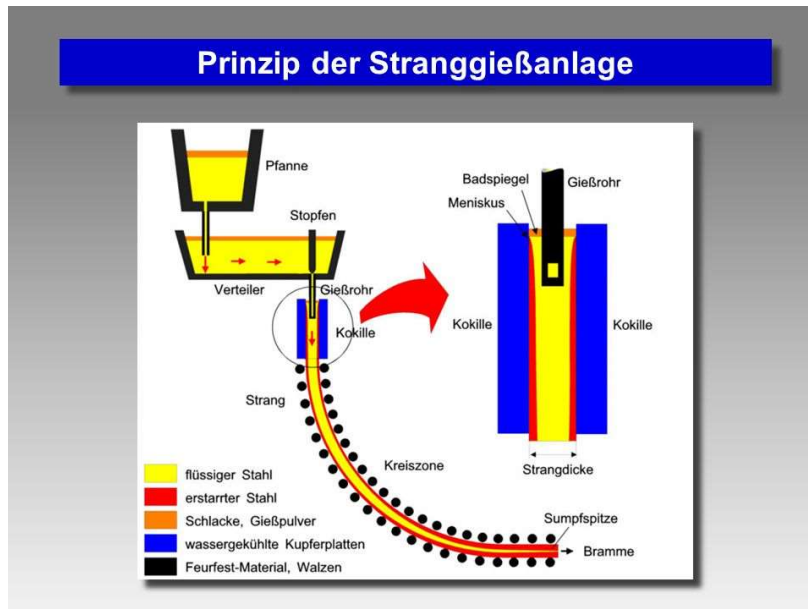 Prinzip der Stranggießanlage
Pfanne
Stopfen
Verteiler
Gießrohr
Kokille
Strang
Kreiszone
Sumpfspitze
Bramme
Badspiegel
Gießrohr
Meniskus
Kokille
Kokille
Strangdicke
flüssiger Stahl
erstarrter Stahl
Schlacke, Gießpulver
wassergekühlte Kupferplatten
Feurfest-Material, Walzen